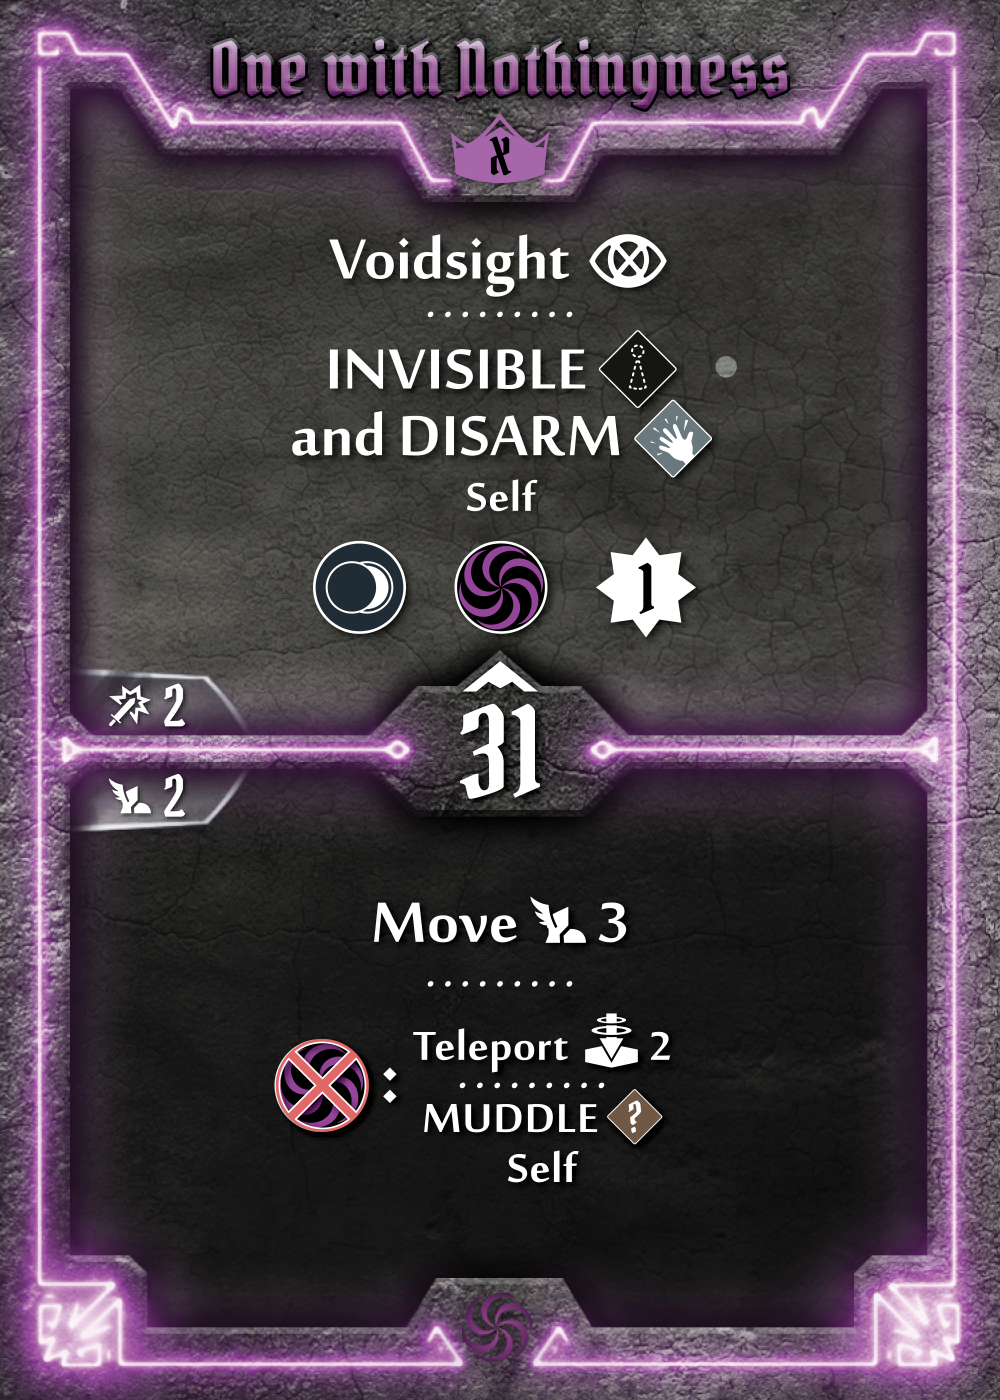 One with Nothingness
X
Voidsight
INVISIBLE
and DISARM
Self
1
2
31
2
Move 3
: Teleport 2
MUDDLE ?
Self